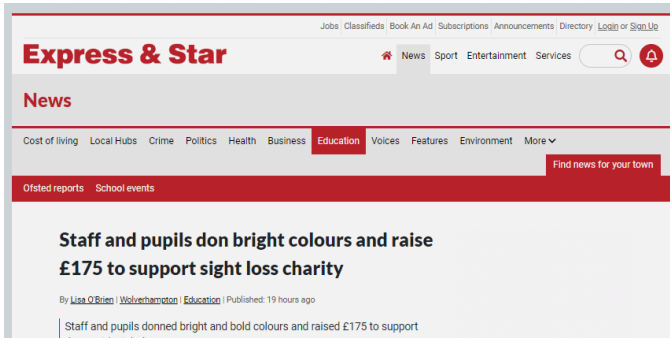 Jobs Classifieds Book An Ad Subscriptions Announcements Directory Login or Sign Up
Express & Star
News Sport Entertainment Services
News
Cost of living Local Hubs Crime Politics Health Business Education Voices Features Environment More
Find news for your town
Ofsted reports School events
Staff and pupils don bright colours and raise
£175 to support sight loss charity
By Lisa O'Brien | Wolverhampton | Education | Published: 19 hours ago
Staff and pupils donned bright and bold colours and raised £175 to support